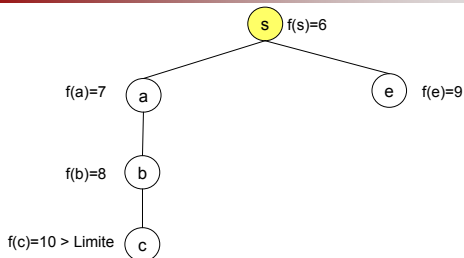 s f(s)=6
f(a)=7 a
e f(e)=9
f(b)=8 b
f(c)=10 > Limite c